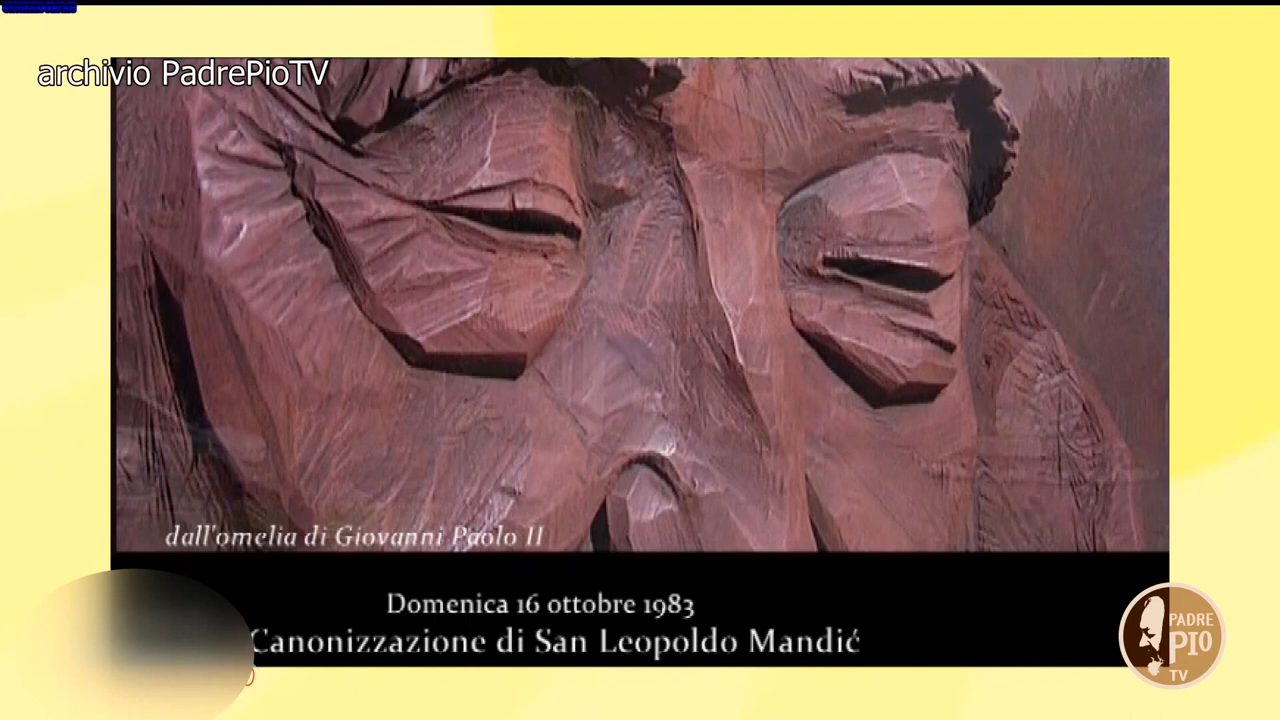 archivio PadrePioTV
dall'omelia di Giovanni Paolo II
Domenica 16 ottobre 1983
Canonizzazione di San Leopoldo Mandić
PADRE
PIO
TV